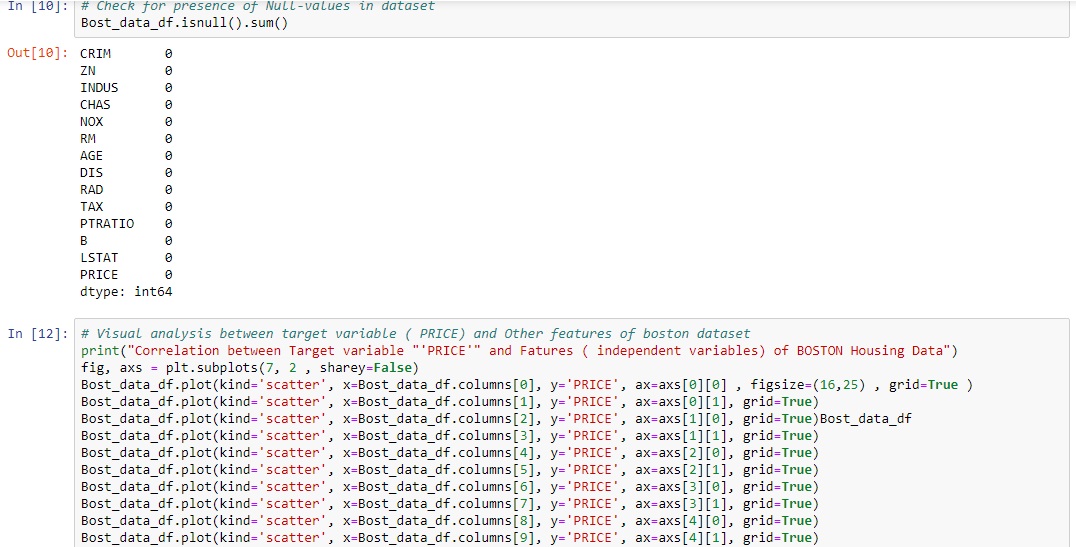 In [10]: # Check for presence of Null-values in dataset
Bost_data_df.isnull().sum()
Out[10]: CRIM 0
ZN 0
INDUS 0
CHAS 0
NOX 0
RM 0
AGE 0
DIS 0
RAD 0
TAX 0
PTRATIO 0
B 0
LSTAT 0
PRICE 0
dtype: int64
In [12]: # Visual analysis between target variable ( PRICE) and Other features of boston dataset
print("Correlation between Target variable "'PRICE'" and Fatures ( independent variables) of BOSTON Housing Data")
fig, axs = plt.subplots(7, 2 , sharey=False)
Bost_data_df.plot(kind='scatter', x=Bost_data_df.columns[0], y='PRICE', ax=axs[0][0] , figsize=(16,25) , grid=True )
Bost_data_df.plot(kind='scatter', x=Bost_data_df.columns[1], y='PRICE', ax=axs[0][1], grid=True)
Bost_data_df.plot(kind='scatter', x=Bost_data_df.columns[2], y='PRICE', ax=axs[1][0], grid=True)Bost_data_df
Bost_data_df.plot(kind='scatter', x=Bost_data_df.columns[3], y='PRICE', ax=axs[1][1], grid=True)
Bost_data_df.plot(kind='scatter', x=Bost_data_df.columns[4], y='PRICE', ax=axs[2][0], grid=True)
Bost_data_df.plot(kind='scatter', x=Bost_data_df.columns[5], y='PRICE', ax=axs[2][1], grid=True)
Bost_data_df.plot(kind='scatter', x=Bost_data_df.columns[6], y='PRICE', ax=axs[3][0], grid=True)
Bost_data_df.plot(kind='scatter', x=Bost_data_df.columns[7], y='PRICE', ax=axs[3][1], grid=True)
Bost_data_df.plot(kind='scatter', x=Bost_data_df.columns[8], y='PRICE', ax=axs[4][0], grid=True)
Bost_data_df.plot(kind='scatter', x=Bost_data_df.columns[9], y='PRICE', ax=axs[4][1], grid=True)